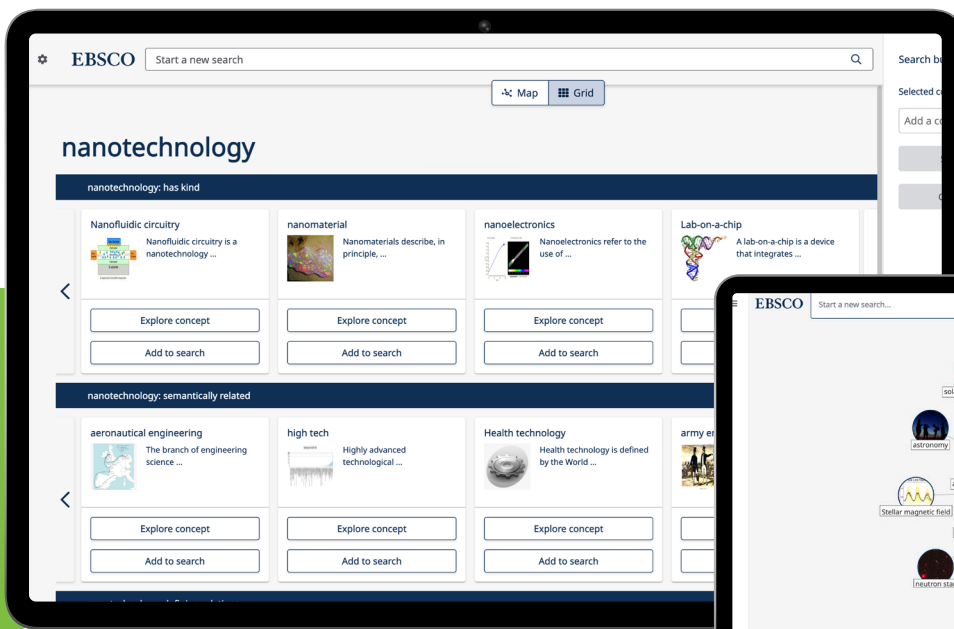 EBSCO
Start a new search
Search
Map
Grid
Selected
Add a
nanotechnology
nanotechnology: has kind
Nanofluidic circuitry
Nanofluidic circuitry is a
nanotechnology ...
Explore concept
Add to search
nanomaterial
Nanomaterials describe, in
principle, ...
Explore concept
Add to search
nanoelectronics
Nanoelectronics refer to the
use of ...
Explore concept
Add to search
Lab-on-a-chip
A lab-on-a-chip is a device
that integrates ...
nanotechnology: semantically related
aeronautical engineering
The branch of engineering
science ...
Explore concept
Add to search
high tech
Highly advanced
technological ...
Explore concept
Add to search
Health technology
Health technology is defined
by the World ...
Explore concept
Add to search
army
EBSCO
Start a new search...
astronomy
Stellar magnetic field
neutron